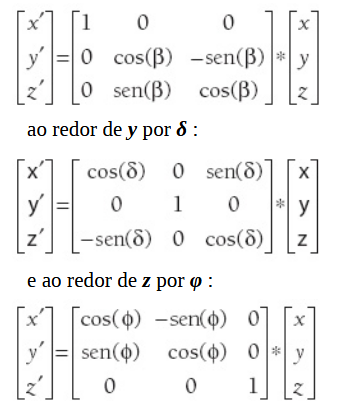 [x′] [1 0 0] [x]
[y′] = [0 cos(β) −sen(β)] * [y]
[z′] [0 sen(β) cos(β)] [z]
ao redor de y por δ :
[x′] [cos(δ) 0 sen(δ)] [x]
[y′] = [0 1 0] * [y]
[z′] [−sen(δ) 0 cos(δ)] [z]
e ao redor de z por φ :
[x′] [cos(ϕ) −sen(ϕ) 0] [x]
[y′] = [sen(ϕ) cos(ϕ) 0] * [y]
[z′] [0 0 1] [z]